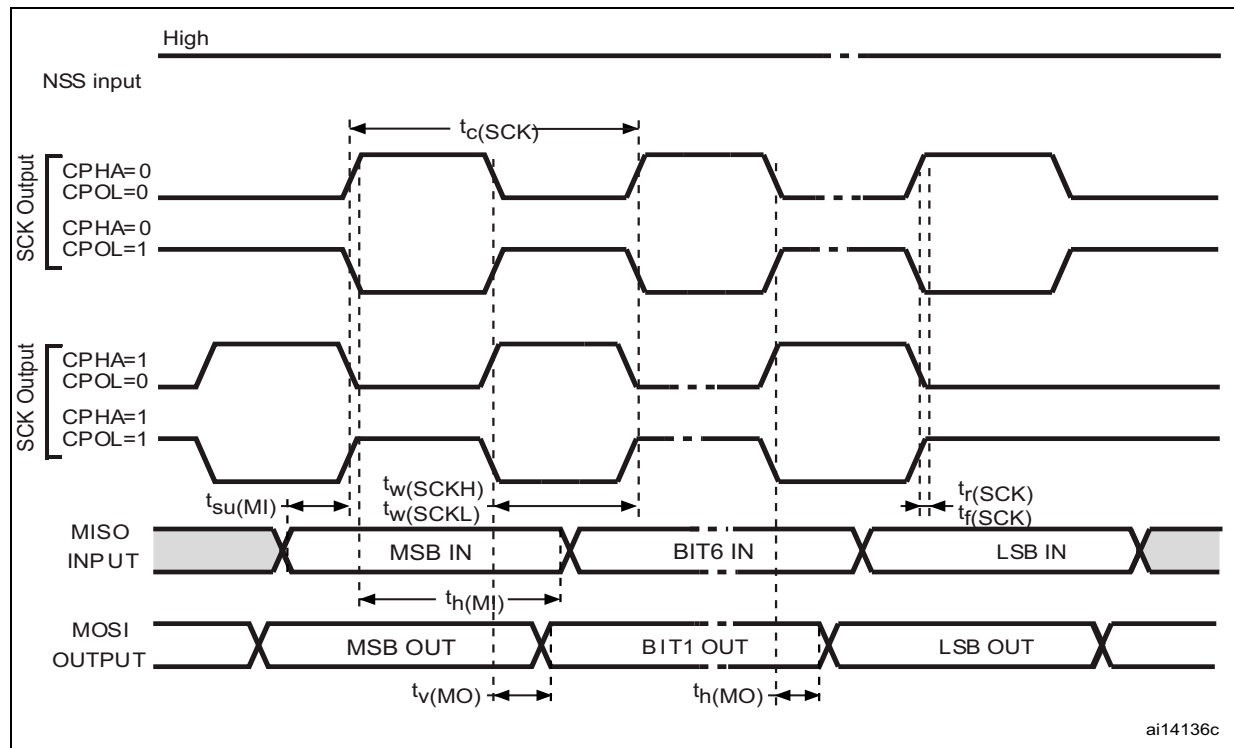 High
NSS input
tc(SCK)
SCK Output
CPHA=0
CPOL=0
CPHA=0
CPOL=1
SCK Output
CPHA=1
CPOL=0
CPHA=1
CPOL=1
tsu(MI)
tw(SCKH)
tw(SCKL)
tr(SCK)
tf(SCK)
MISO
INPUT
MSB IN
BIT6 IN
LSB IN
th(MI)
MOSI
OUTPUT
MSB OUT
BIT1 OUT
LSB OUT
tv(MO)
th(MO)
ai14136c